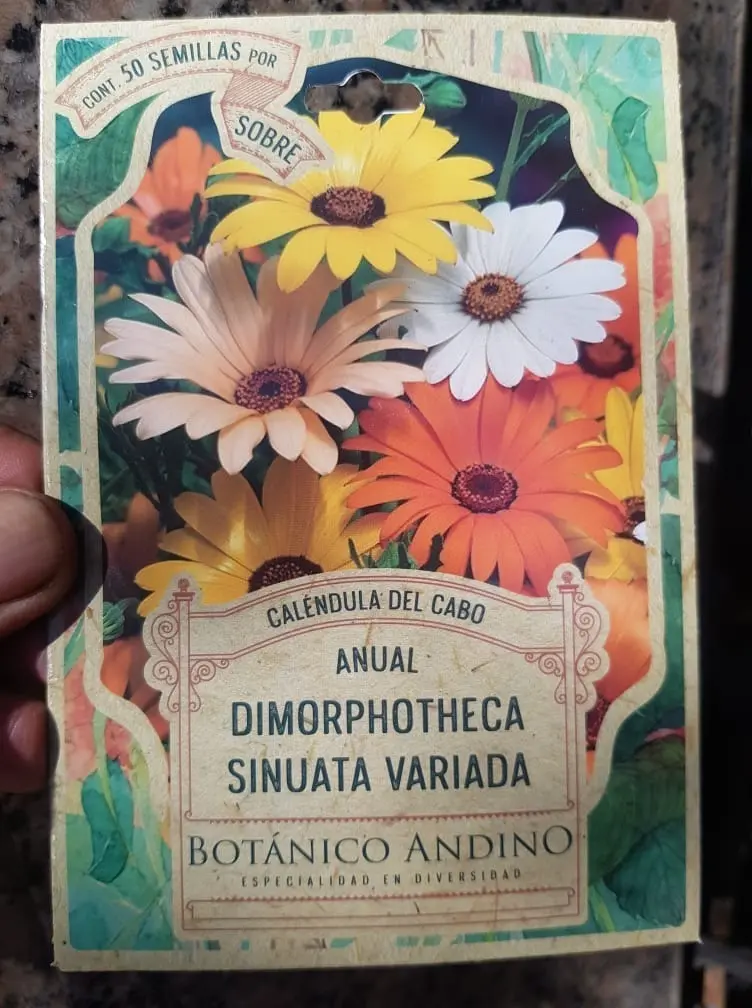 CONT. 50 SEMILLAS POR
SOBRE
CALÉNDULA DEL CABO
ANUAL
DIMORPHOTHECA
SINUATA VARIADA
BOTÁNICO ANDINO
ESPECIALIDAD EN DIVERSIDAD